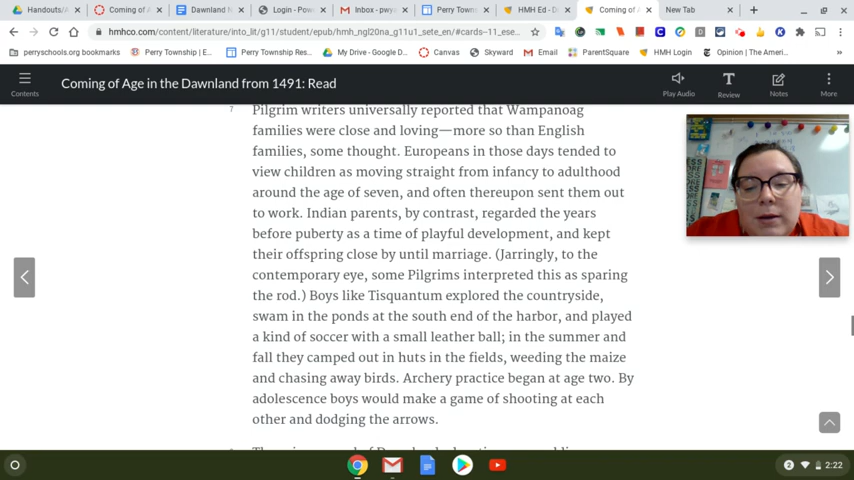 Handouts/A
Coming of A
Dawnland N
Login - Pow
Inbox - pwy
Perry Town
HMH Ed - D
Coming of A
New Tab
hmhco.com/content/literature/into_lit/g11/student/epub/hmh_ngl20na_g11u1_sete_en/#cards--11_ese...
perryschools.org bookmarks
Perry Township | E...
Perry Township Res...
My Drive - Google D...
Canvas
Skyward
Email
ParentSquare
HMH Login
Opinion | The Ameri...
Contents
Coming of Age in the Dawnland from 1491: Read
Play Audio
Review
Notes
More
7
Pilgrim writers universally reported that Wampanoag
families were close and loving—more so than English
families, some thought. Europeans in those days tended to
view children as moving straight from infancy to adulthood
around the age of seven, and often thereupon sent them out
to work. Indian parents, by contrast, regarded the years
before puberty as a time of playful development, and kept
their offspring close by until marriage. (Jarringly, to the
contemporary eye, some Pilgrims interpreted this as sparing
the rod.) Boys like Tisquantum explored the countryside,
swam in the ponds at the south end of the harbor, and played
a kind of soccer with a small leather ball; in the summer and
fall they camped out in huts in the fields, weeding the maize
and chasing away birds. Archery practice began at age two. By
adolescence boys would make a game of shooting at each
other and dodging the arrows.
2
2:22